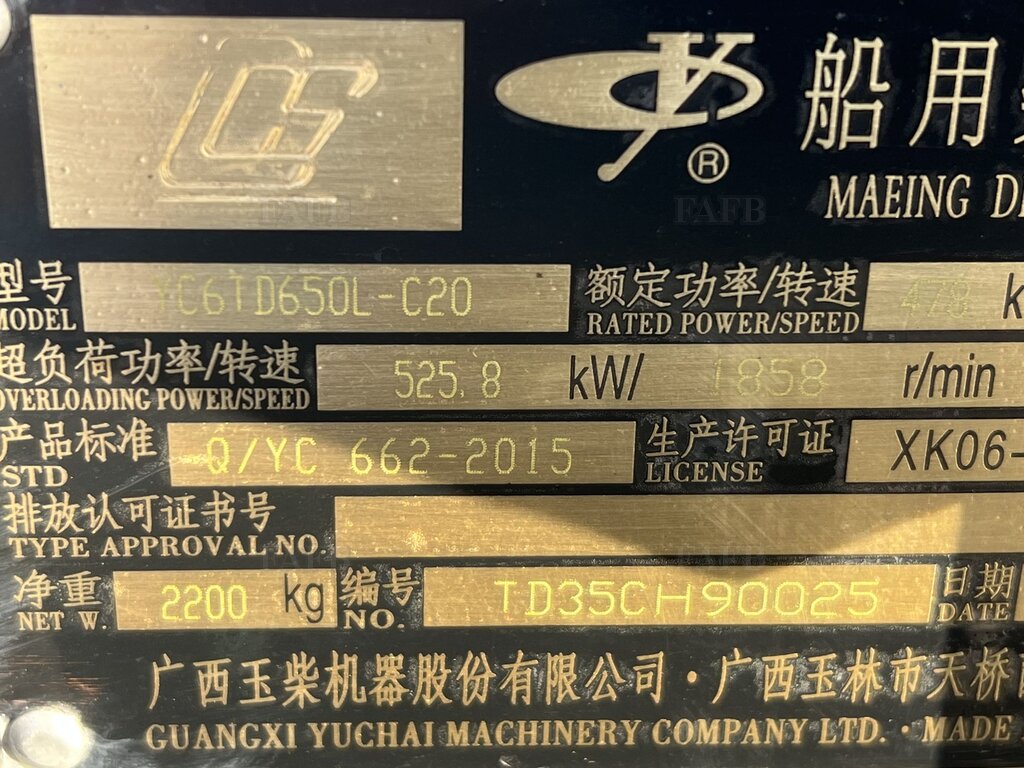 CCS
® 船用
MAEING D
型号 YC6TD650L-C20 额定功率/转速 478 k
MODEL RATED POWER/SPEED
超负荷功率/转速 525.8 kW/ 1858 r/min
OVERLOADING POWER/SPEED
产品标准 Q/YC 662-2015 生产许可证 XK06-
STD LICENSE
排放认可证书号
TYPE APPROVAL NO.
净重 2200 kg 编号 TD35CH90025 日期
NET W. NO. DATE
广西玉柴机器股份有限公司·广西玉林市天桥
GUANGXI YUCHAI MACHINERY COMPANY LTD. · MADE
FAFB FAFB